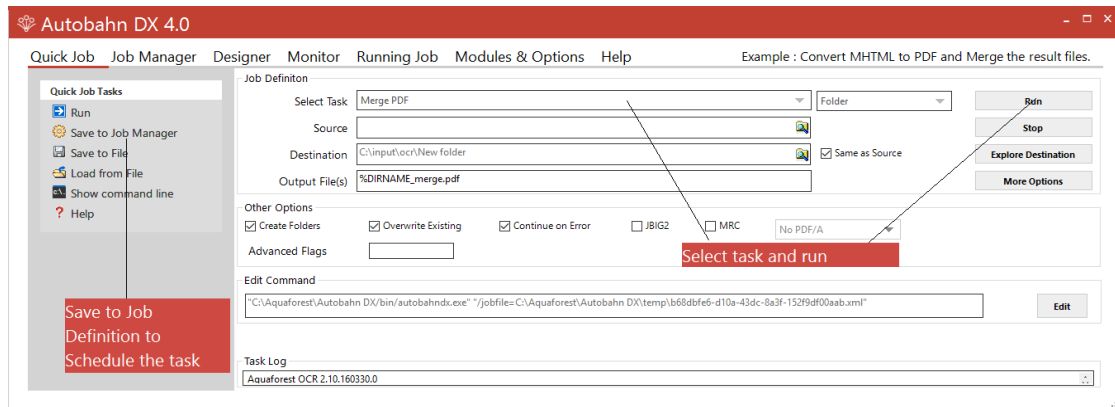 Autobahn DX 4.0
Quick Job Job Manager Designer Monitor Running Job Modules & Options Help Example : Convert MHTML to PDF and Merge the result files.
Quick Job Tasks
Run
Save to Job Manager
Save to File
Load from File
Show command line
Help
Job Definiton
Select Task Merge PDF Folder Run
Source Stop
Destination C:\input\ocr\New folder Same as Source Explore Destination
Output File(s) %DIRNAME_merge.pdf More Options
Other Options
Create Folders Overwrite Existing Continue on Error JBIG2 MRC No PDF/A
Advanced Flags
Select task and run
Edit Command
"C:\Aquaforest\Autobahn DX/bin/autobahndx.exe" "/jobfile=C:\Aquaforest\Autobahn DX\temp\b68dbfe6-d10a-43dc-8a3f-152f9df00aab.xml" Edit
Save to Job
Definition to
Schedule the task
Task Log
Aquaforest OCR 2.10.160330.0